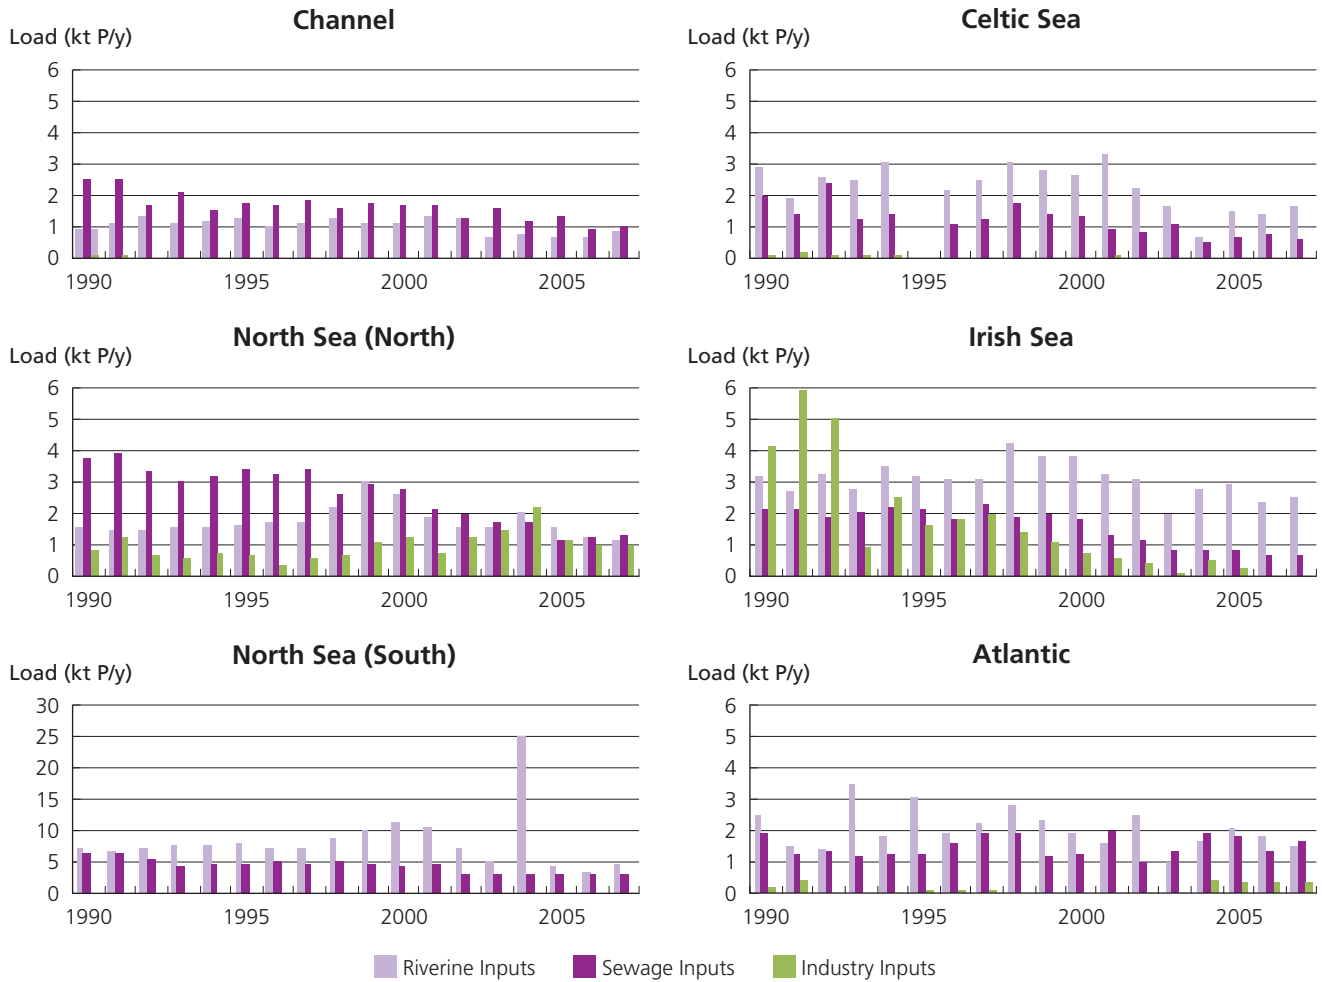 Channel
Load (kt P/y)
6
5
4
3
2
1
0
1990 1995 2000 2005
Celtic Sea
Load (kt P/y)
6
5
4
3
2
1
0
1990 1995 2000 2005
North Sea (North)
Load (kt P/y)
6
5
4
3
2
1
0
1990 1995 2000 2005
Irish Sea
Load (kt P/y)
6
5
4
3
2
1
0
1990 1995 2000 2005
North Sea (South)
Load (kt P/y)
30
25
20
15
10
5
0
1990 1995 2000 2005
Atlantic
Load (kt P/y)
6
5
4
3
2
1
0
1990 1995 2000 2005
Riverine Inputs Sewage Inputs Industry Inputs